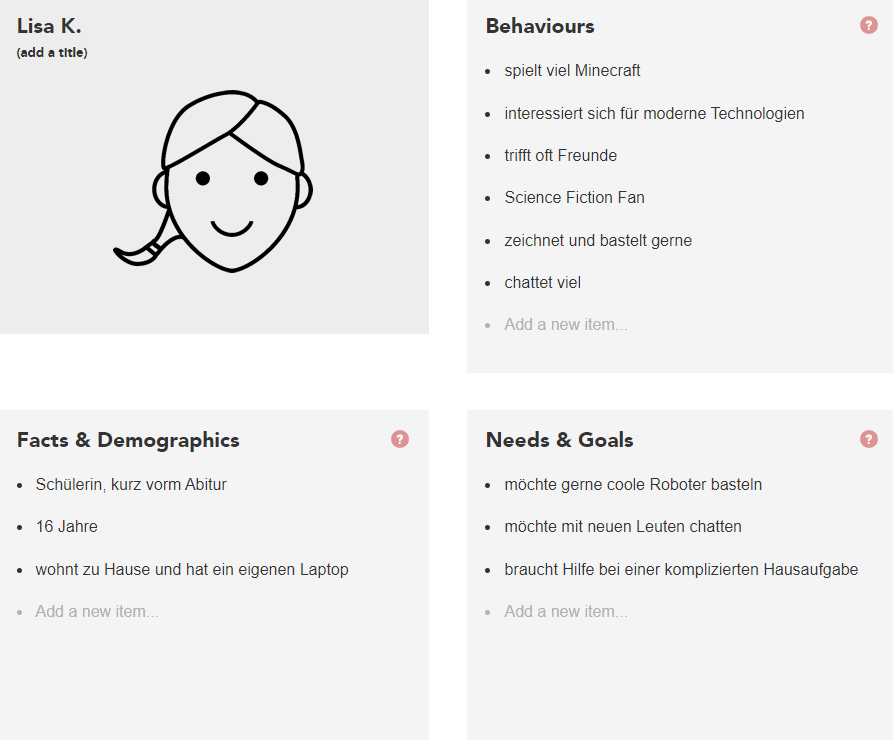 Lisa K.
(add a title)
Behaviours
?
spielt viel Minecraft
interessiert sich für moderne Technologien
trifft oft Freunde
Science Fiction Fan
zeichnet und bastelt gerne
chattet viel
Add a new item...
Facts & Demographics
?
Schülerin, kurz vorm Abitur
16 Jahre
wohnt zu Hause und hat ein eigenen Laptop
Add a new item...
Needs & Goals
?
möchte gerne coole Roboter basteln
möchte mit neuen Leuten chatten
braucht Hilfe bei einer komplizierten Hausaufgabe
Add a new item...